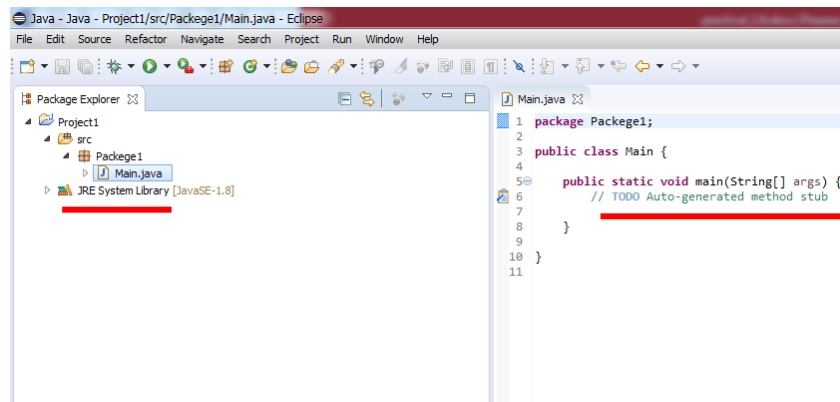 Java - Java - Project1/src/Packege1/Main.java - Eclipse
File Edit Source Refactor Navigate Search Project Run Window Help
Package Explorer
Project1
src
Packege1
Main.java
JRE System Library [JavaSE-1.8]
Main.java
1 package Packege1;
2
3 public class Main {
4
5 public static void main(String[] args) {
6 // TODO Auto-generated method stub
7
8 }
9
10 }
11